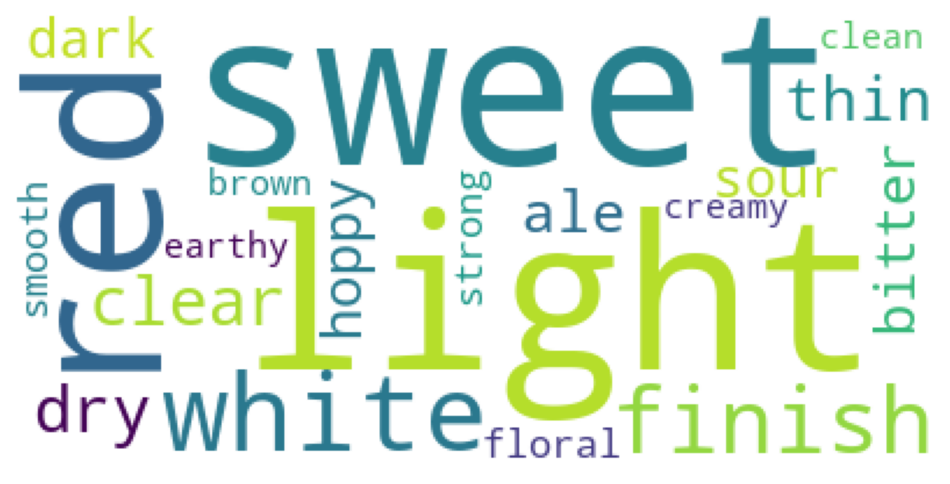 dark
sweet
clean
red
thin
sour
bitter
brown
strong
smooth
hoppy
ale
creamy
earthy
light
clear
dry
white
finish
floral